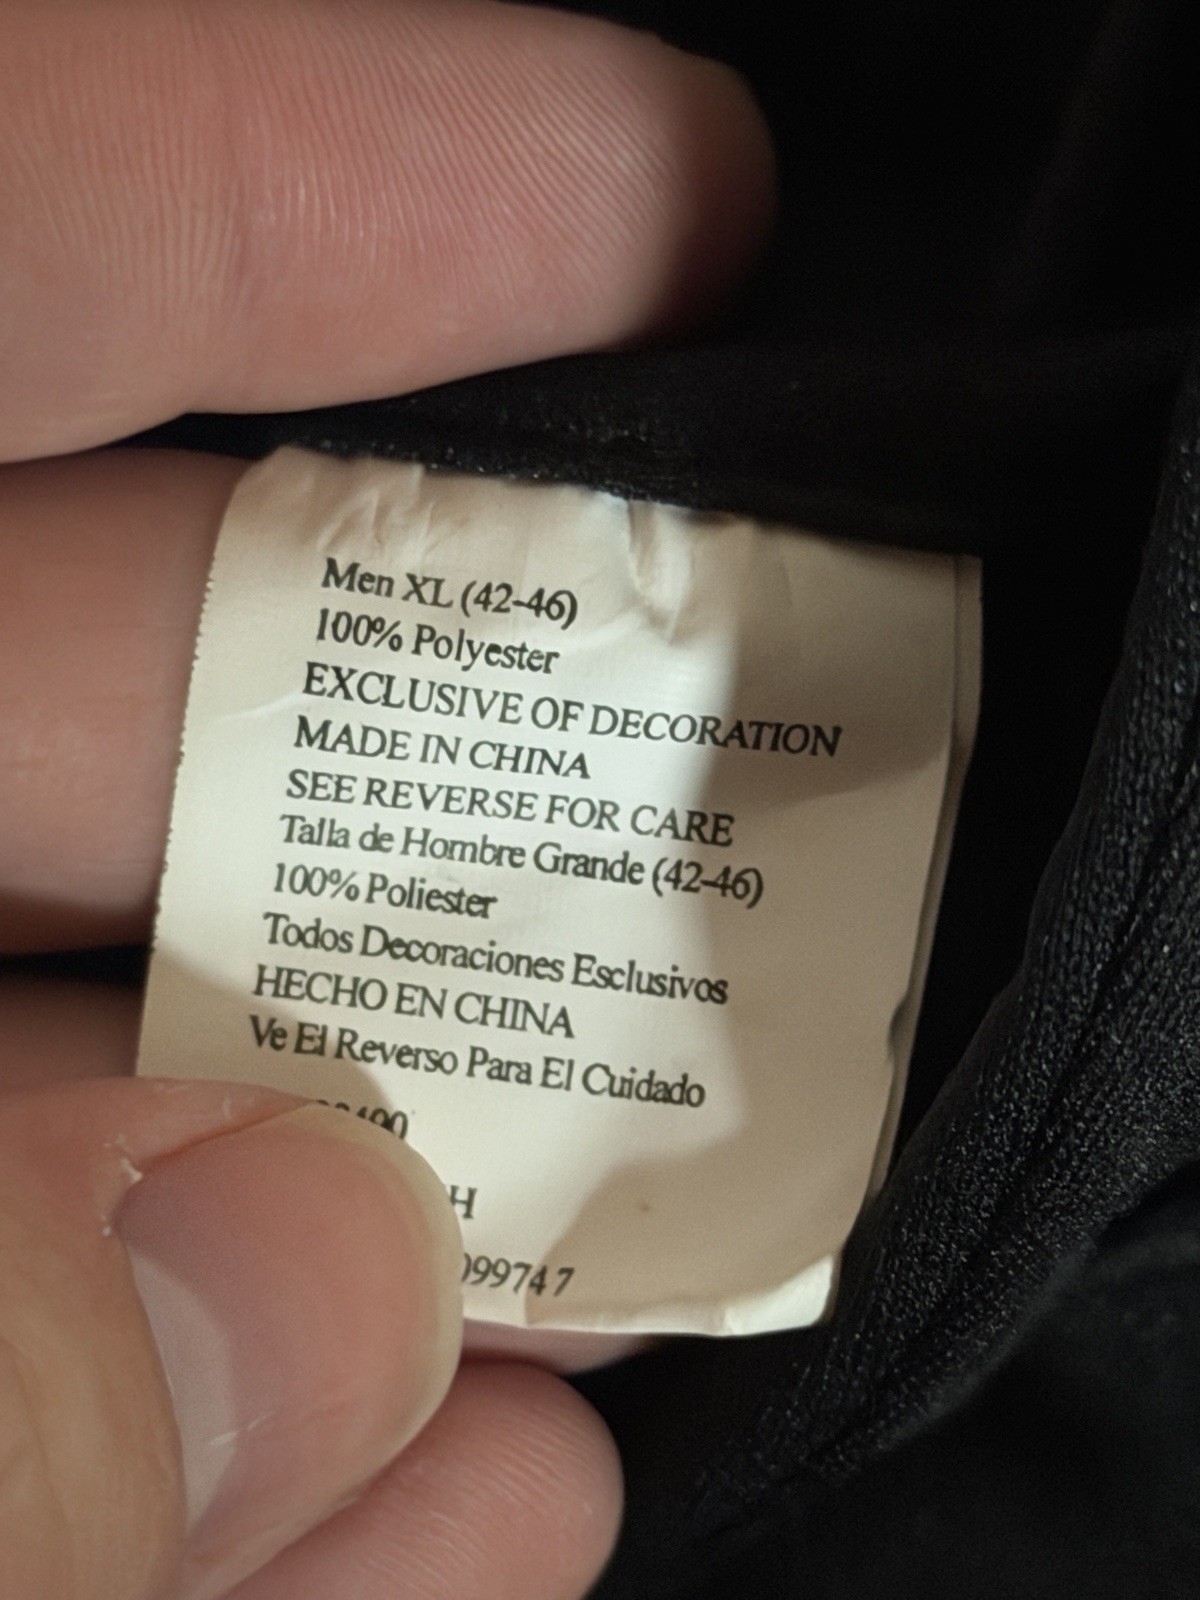 Men XL (42-46)
100% Polyester
EXCLUSIVE OF DECORATION
MADE IN CHINA
SEE REVERSE FOR CARE
Talla de Hombre Grande (42-46)
100% Poliester
Todos Decoraciones Esclusivos
HECHO EN CHINA
Ve El Reverso Para El Cuidado